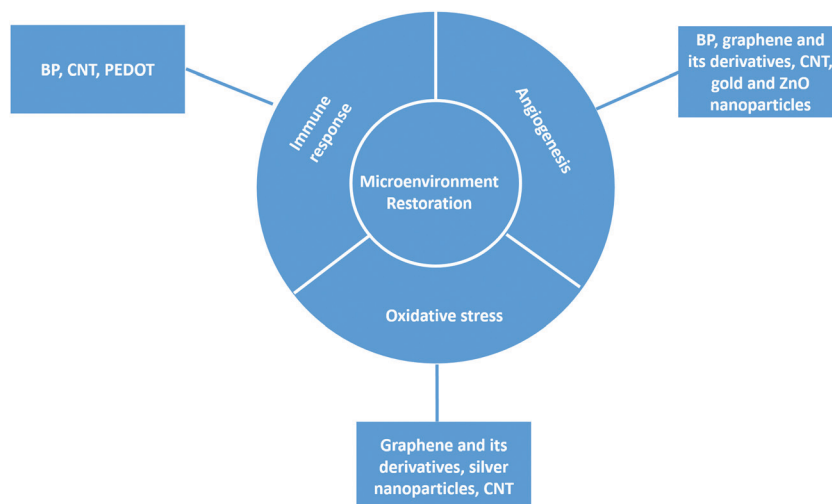 BP, CNT, PEDOT
BP, graphene and
its derivatives, CNT,
gold and ZnO
nanoparticles
Immune
response
Angiogenesis
Microenvironment
Restoration
Oxidative stress
Graphene and its
derivatives, silver
nanoparticles, CNT